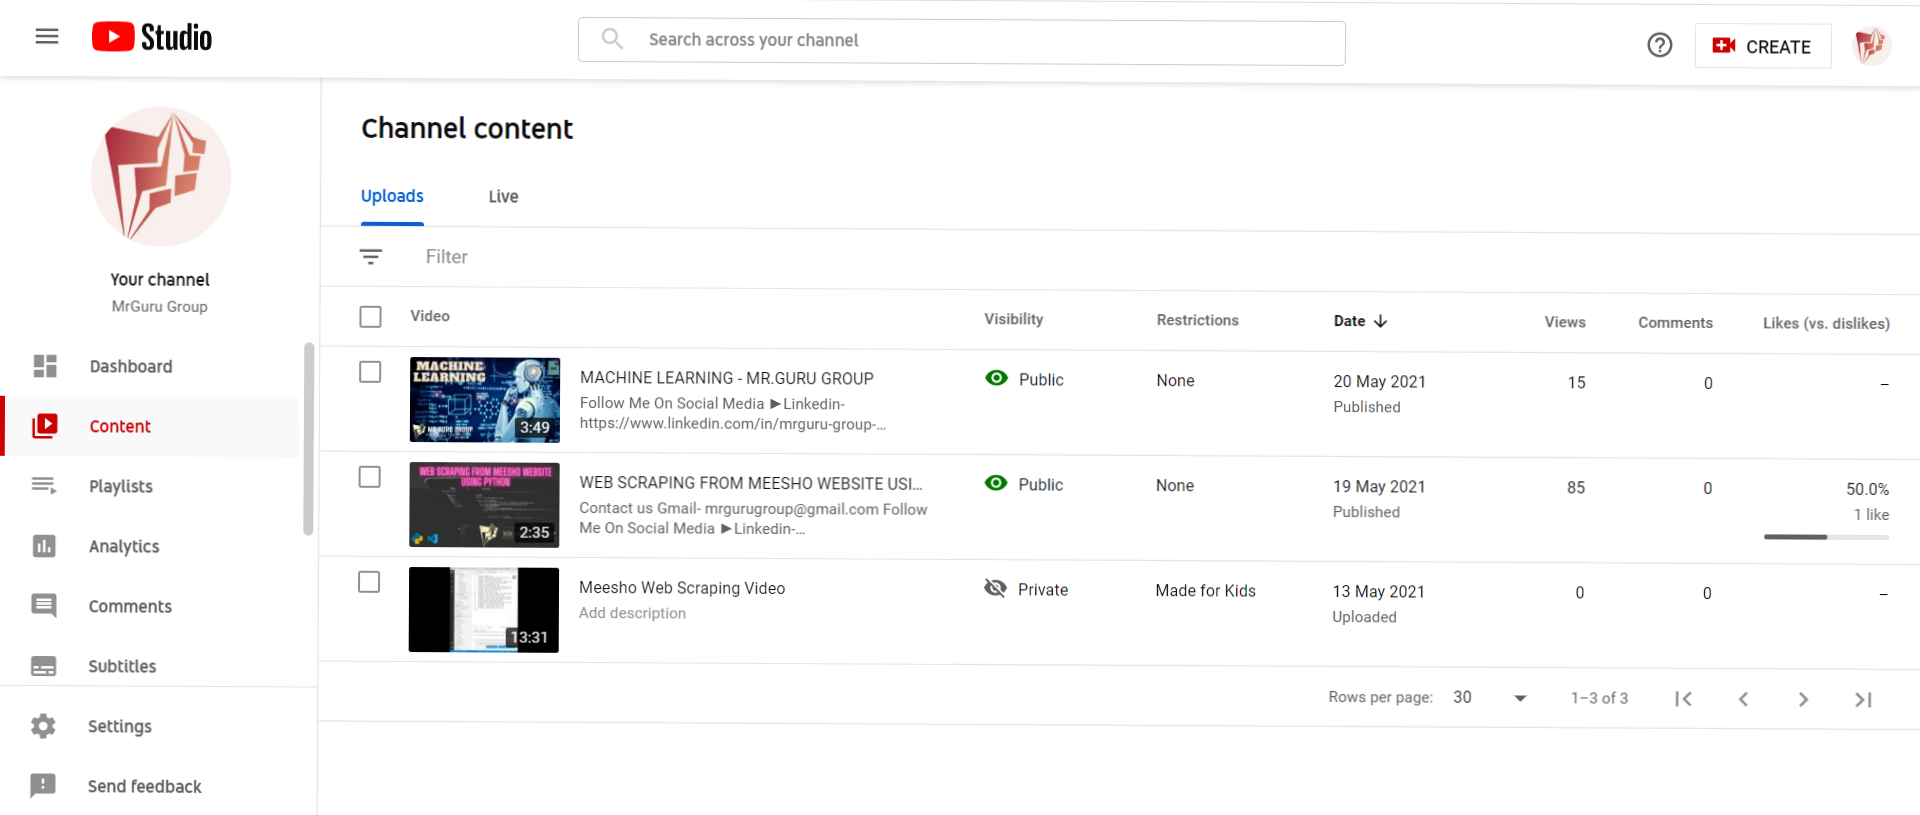 Studio
Search across your channel
CREATE
Your channel
MrGuru Group
Dashboard
Content
Playlists
Analytics
Comments
Subtitles
Settings
Send feedback
Channel content
Uploads Live
Filter
Video Visibility Restrictions Date Views Comments Likes (vs. dislikes)
MACHINE
LEARNING
MR.GURU GROUP
3:49
MACHINE LEARNING - MR.GURU GROUP
Follow Me On Social Media ►Linkedin-
https://www.linkedin.com/in/mrguru-group-...
Public None 20 May 2021 15 0 –
Published
WEB SCRAPING FROM MEESHO WEBSITE
USING PYTHON
2:35
WEB SCRAPING FROM MEESHO WEBSITE USI...
Contact us Gmail- mrgurugroup@gmail.com Follow
Me On Social Media ►Linkedin-...
Public None 19 May 2021 85 0 50.0%
Published 1 like
13:31
Meesho Web Scraping Video
Add description
Private Made for Kids 13 May 2021 0 0 –
Uploaded
Rows per page: 30 1–3 of 3